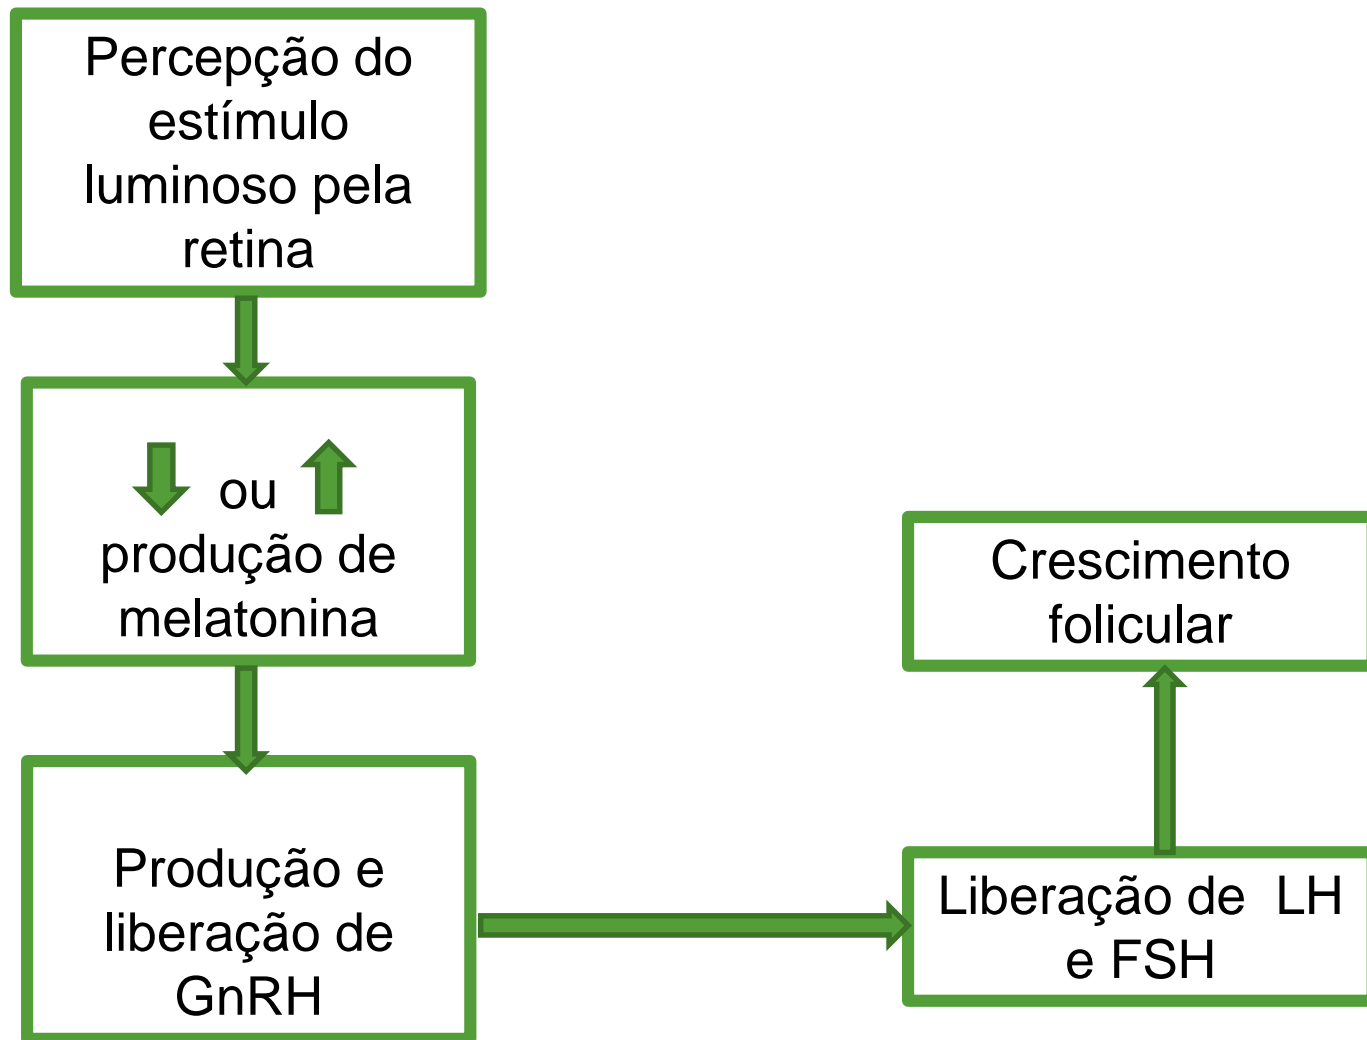 Percepção do
estímulo
luminoso pela
retina
ou
produção de
melatonina
Produção e
liberação de
GnRH
Liberação de LH
e FSH
Crescimento
folicular